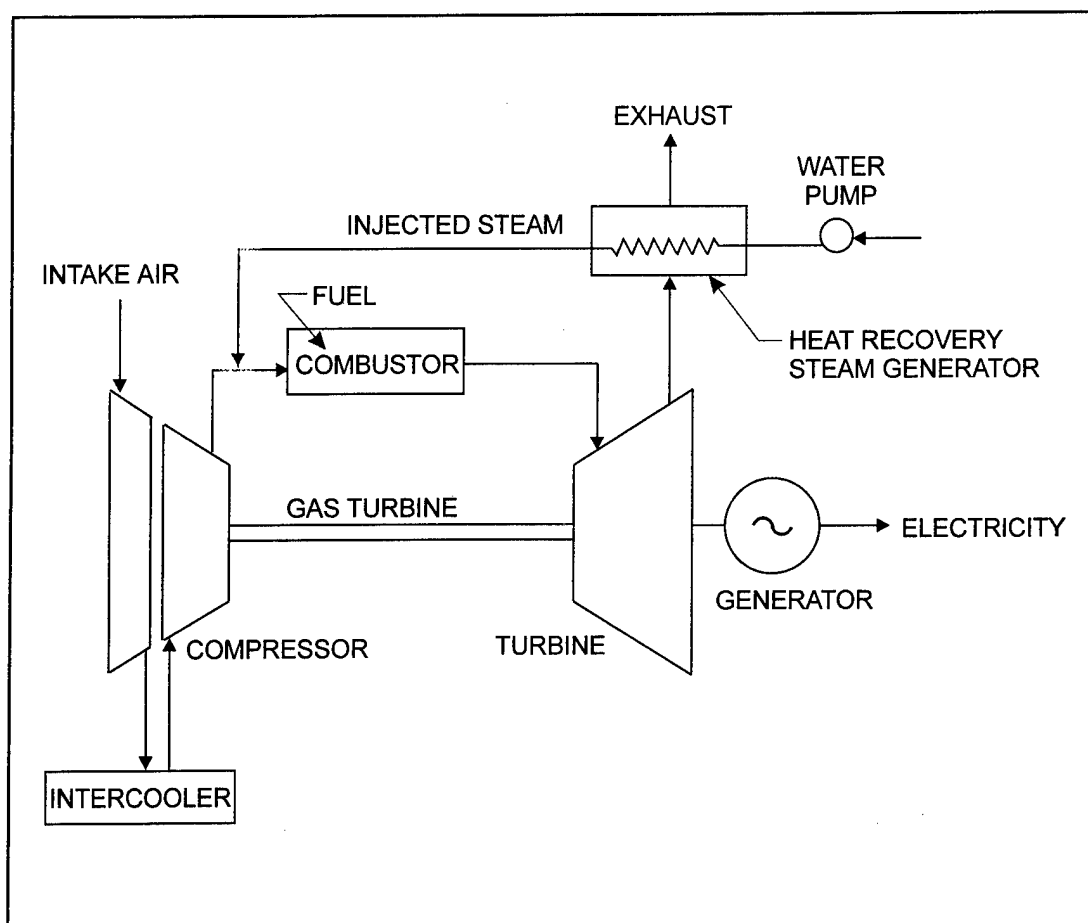 EXHAUST
WATER
PUMP
INJECTED STEAM
INTAKE AIR
FUEL
COMBUSTOR
HEAT RECOVERY
STEAM GENERATOR
GAS TURBINE
ELECTRICITY
GENERATOR
COMPRESSOR
TURBINE
INTERCOOLER